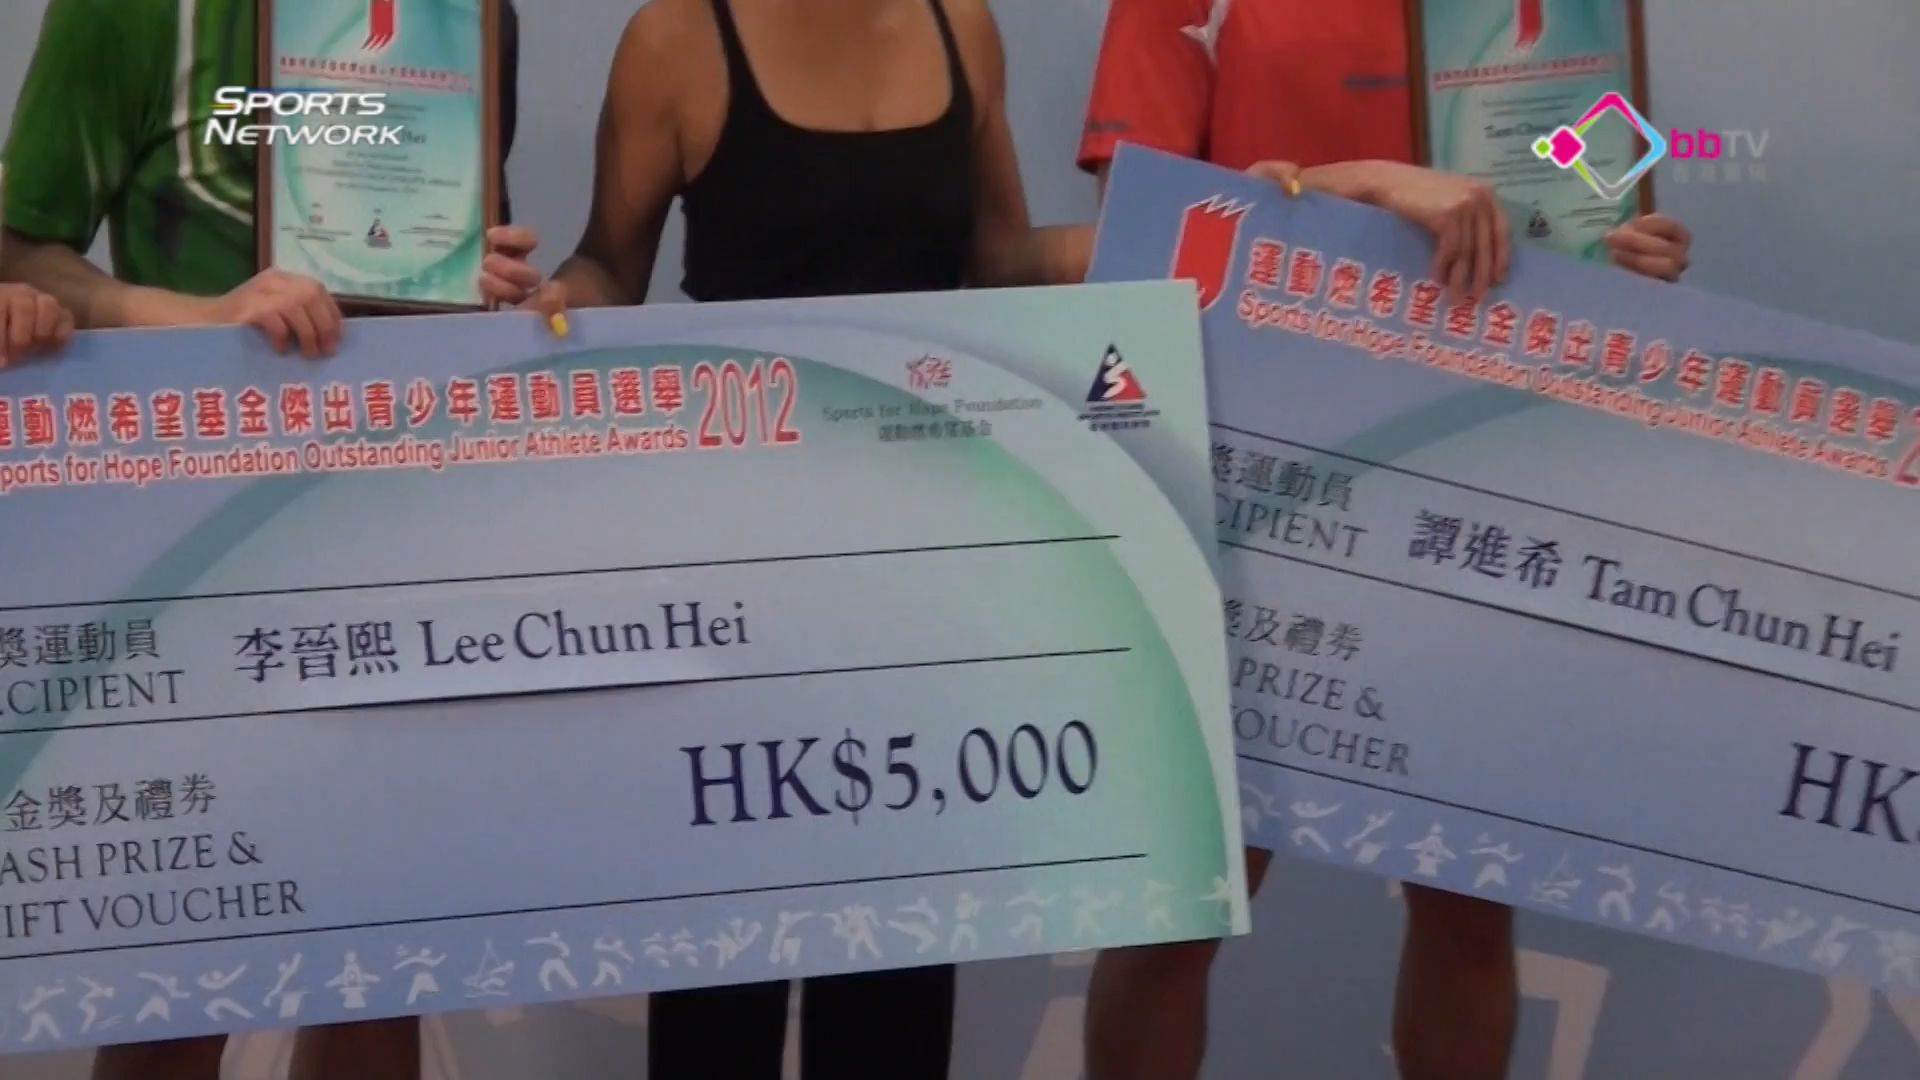 SPORTS
NETWORK
bbTV
運動燃希望基金傑出青少年運動員選舉2012
Sports for Hope Foundation Outstanding Junior Athlete Awards
Sports for Hope Foundation
運動燃希望基金
獎運動員
CIPIENT
李晉熙 Lee Chun Hei
金獎及禮券
ASH PRIZE &
IFT VOUCHER
HK$5,000
運動燃希望基金傑出青少年運動員選舉2
Sports for Hope Foundation Outstanding Junior Athlete Awards
獎運動員
CIPIENT
譚進希 Tam Chun Hei
獎及禮券
PRIZE &
OUCHER
HK